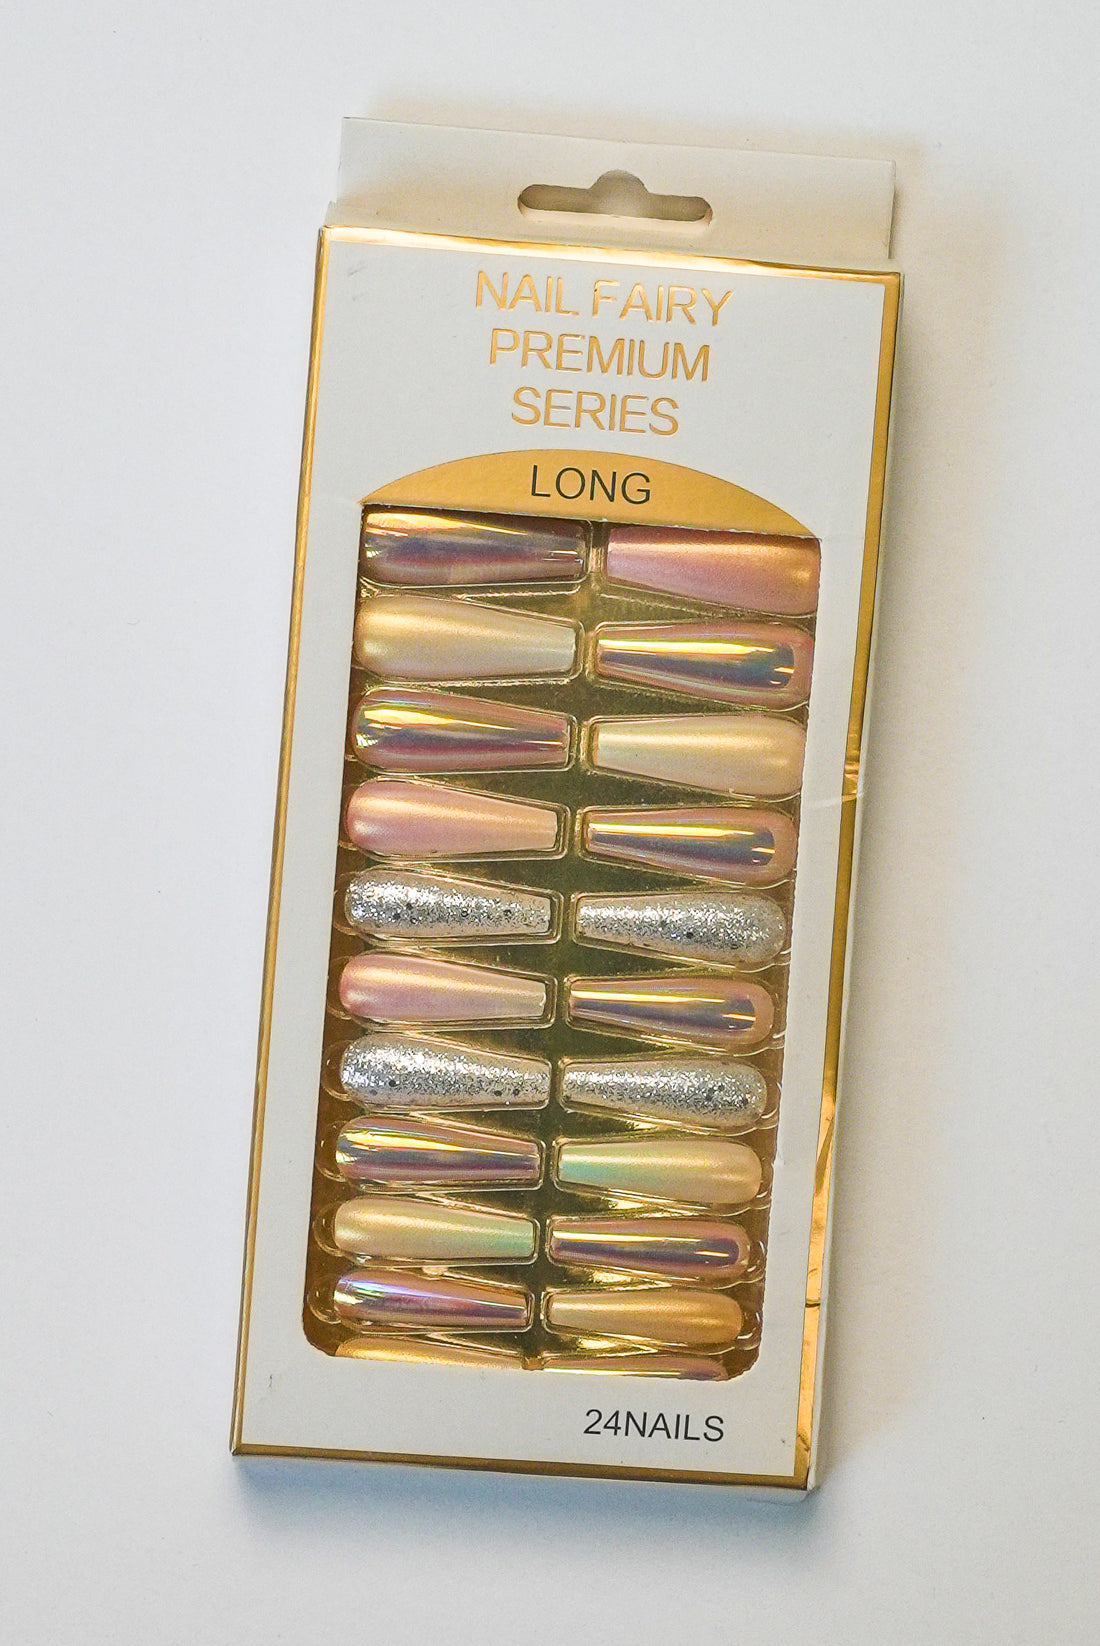 NAIL FAIRY
PREMIUM
SERIES
LONG
24NAILS